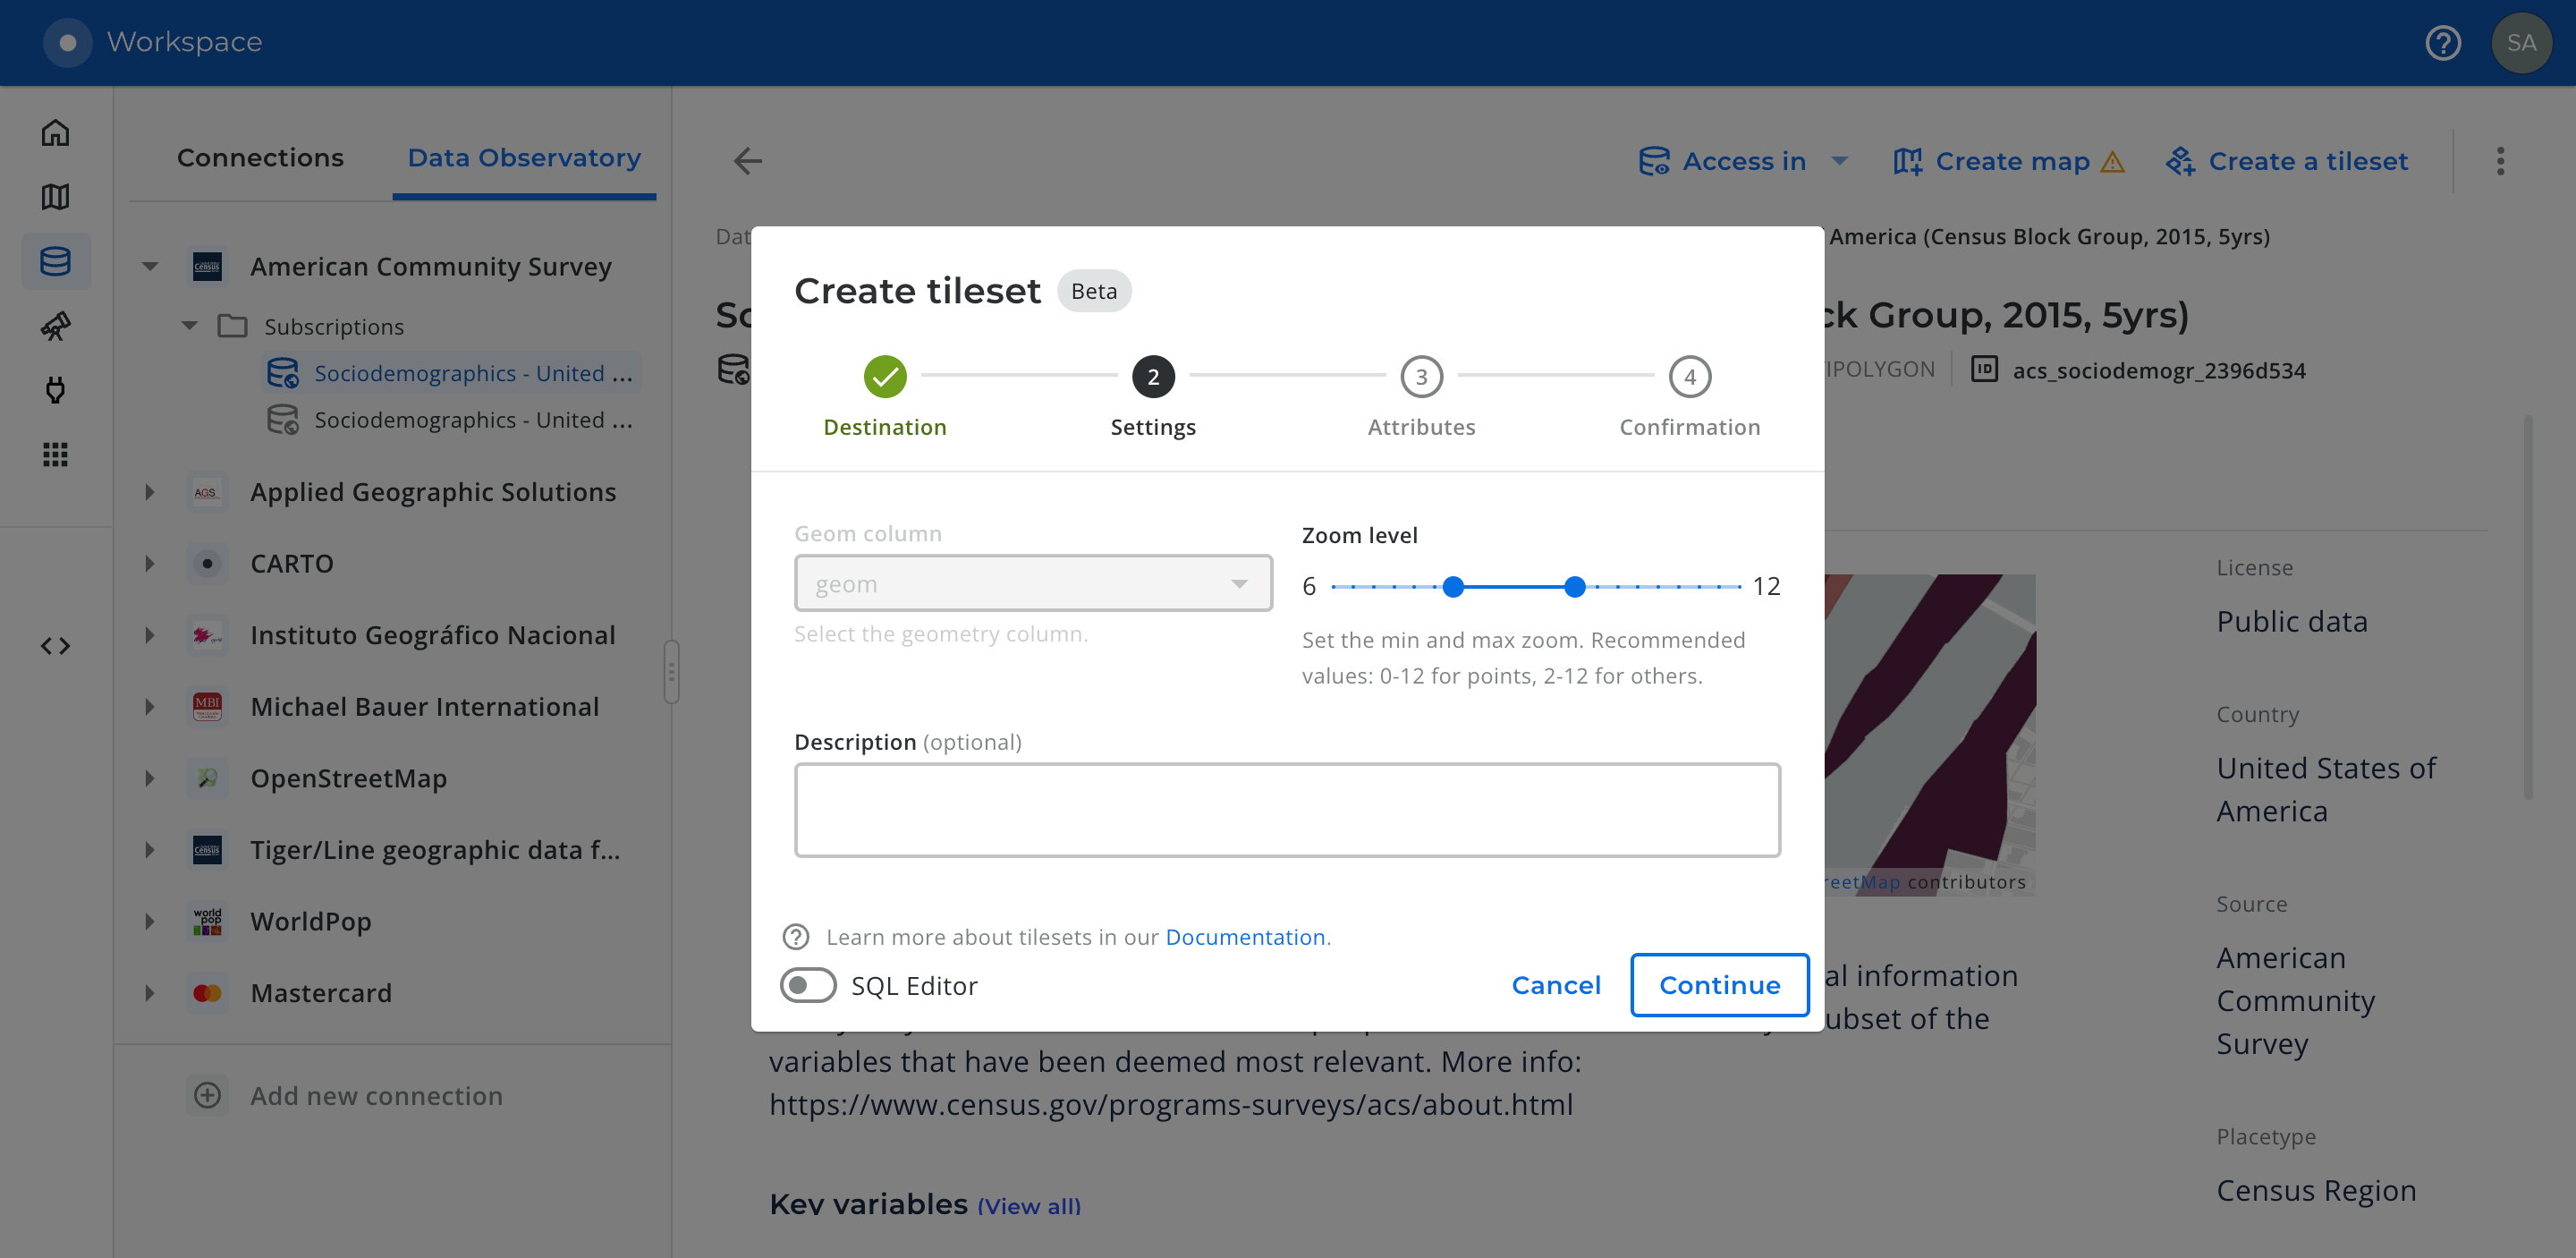 Workspace
SA
Connections
Data Observatory
Access in
Create map
Create a tileset
American Community Survey
Subscriptions
Sociodemographics - United ...
Sociodemographics - United ...
Applied Geographic Solutions
AGS
CARTO
Instituto Geográfico Nacional
Michael Bauer International
MBI
OpenStreetMap
Tiger/Line geographic data f...
Census
WorldPop
world
pop
Mastercard
Add new connection
Dat
America (Census Block Group, 2015, 5yrs)
So
ck Group, 2015, 5yrs)
IPOLYGON
ID
acs_sociodemogr_2396d534
Create tileset
Beta
2
3
4
Destination
Settings
Attributes
Confirmation
Geom column
geom
Select the geometry column.
Zoom level
6
12
Set the min and max zoom. Recommended
values: 0-12 for points, 2-12 for others.
Description (optional)
Learn more about tilesets in our Documentation.
SQL Editor
Cancel
Continue
reetMap contributors
al information
ubset of the
variables that have been deemed most relevant. More info:
https://www.census.gov/programs-surveys/acs/about.html
Key variables (View all)
License
Public data
Country
United States of
America
Source
American
Community
Survey
Placetype
Census Region